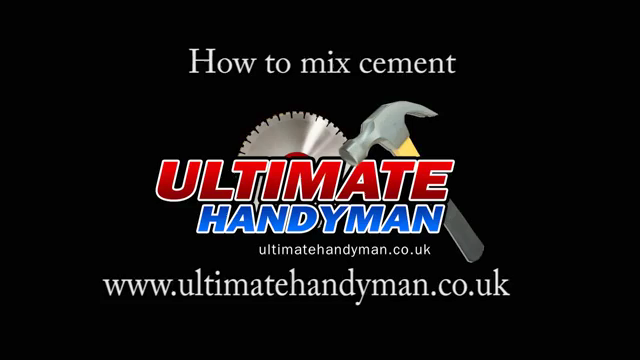 How to mix cement
ULTIMATE
HANDYMAN
ultimatehandyman.co.uk
www.ultimatehandyman.co.uk